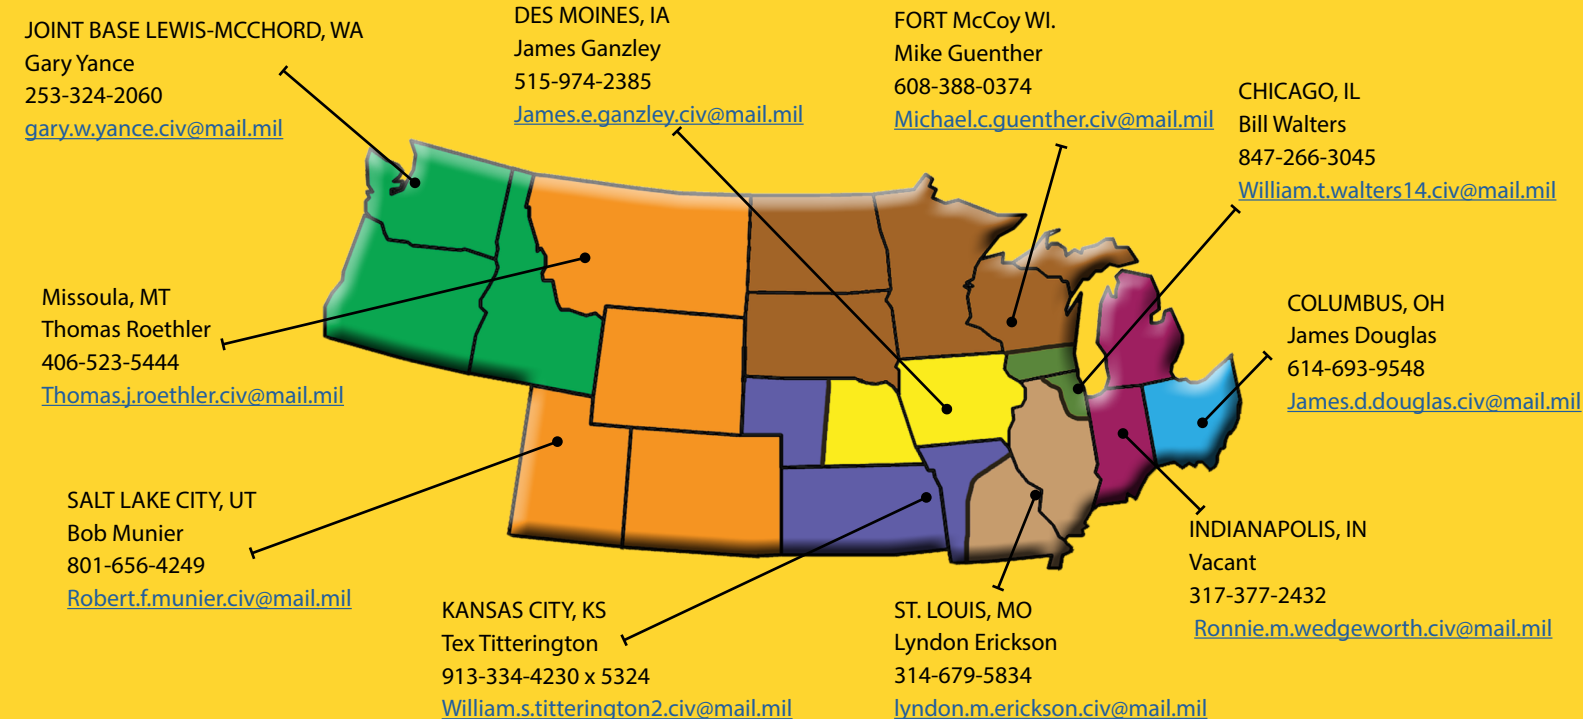 JOINT BASE LEWIS-MCCHORD, WA
Gary Yance
253-324-2060
gary.w.yance.civ@mail.mil
DES MOINES, IA
James Ganzley
515-974-2385
James.e.ganzley.civ@mail.mil
FORT McCoy WI.
Mike Guenther
608-388-0374
Michael.c.guenther.civ@mail.mil
CHICAGO, IL
Bill Walters
847-266-3045
William.t.walters14.civ@mail.mil
Missoula, MT
Thomas Roethler
406-523-5444
Thomas.j.roethler.civ@mail.mil
COLUMBUS, OH
James Douglas
614-693-9548
James.d.douglas.civ@mail.mil
SALT LAKE CITY, UT
Bob Munier
801-656-4249
Robert.f.munier.civ@mail.mil
KANSAS CITY, KS
Tex Titterington
913-334-4230 x 5324
William.s.titterington2.civ@mail.mil
ST. LOUIS, MO
Lyndon Erickson
314-679-5834
lyndon.m.erickson.civ@mail.mil
INDIANAPOLIS, IN
Vacant
317-377-2432
Ronnie.m.wedgeworth.civ@mail.mil